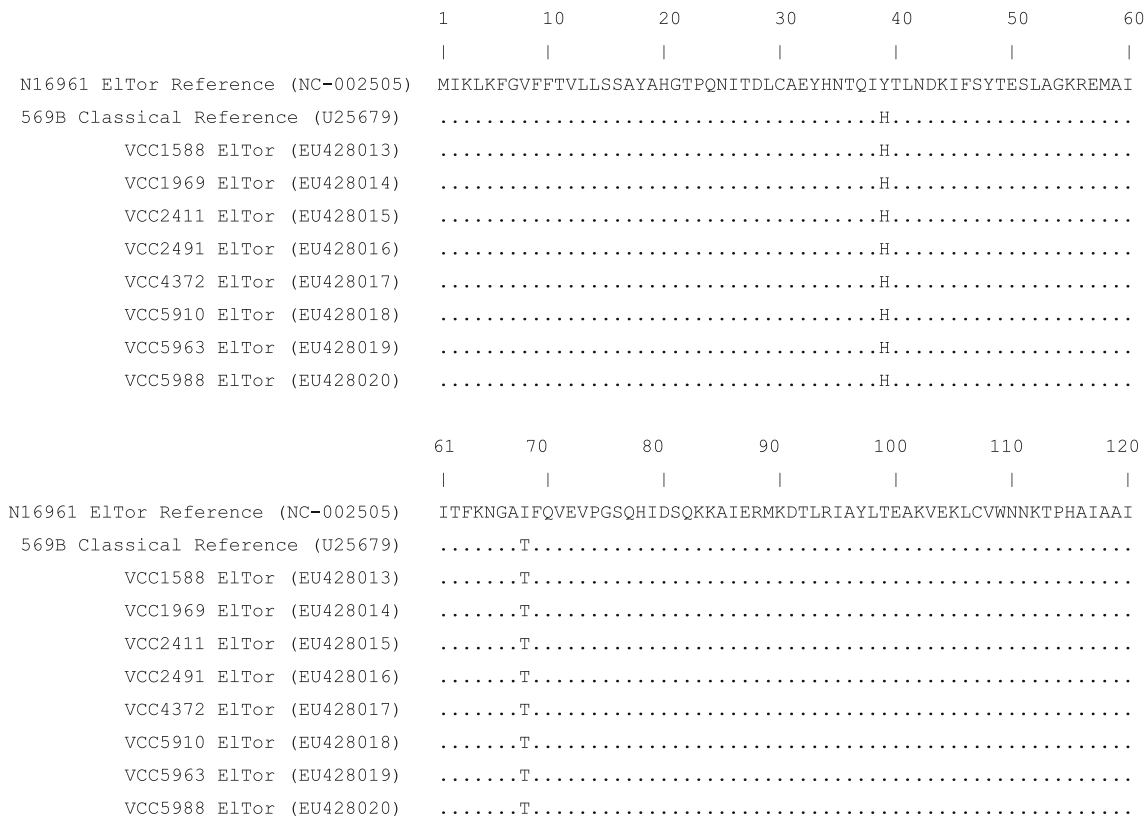 1 10 20 30 40 50 60
| | | | | | |
N16961 ElTor Reference (NC-002505) MIKLKFGVFFTVLLSSAYAHGTPQNITDLCAEYHNTQIYTLNDKIFSYTESLAGKREMAI
569B Classical Reference (U25679) ......................................H.....................
VCC1588 ElTor (EU428013) ......................................H.....................
VCC1969 ElTor (EU428014) ......................................H.....................
VCC2411 ElTor (EU428015) ......................................H.....................
VCC2491 ElTor (EU428016) ......................................H.....................
VCC4372 ElTor (EU428017) ......................................H.....................
VCC5910 ElTor (EU428018) ......................................H.....................
VCC5963 ElTor (EU428019) ......................................H.....................
VCC5988 ElTor (EU428020) ......................................H.....................
61 70 80 90 100 110 120
| | | | | | |
N16961 ElTor Reference (NC-002505) ITFKNGAIFQVEVPGSQHIDSQKKAIERMKDTLRIAYLTEAKVEKLCVWNNKTPHAIAAI
569B Classical Reference (U25679) .......T....................................................
VCC1588 ElTor (EU428013) .......T....................................................
VCC1969 ElTor (EU428014) .......T....................................................
VCC2411 ElTor (EU428015) .......T....................................................
VCC2491 ElTor (EU428016) .......T....................................................
VCC4372 ElTor (EU428017) .......T....................................................
VCC5910 ElTor (EU428018) .......T....................................................
VCC5963 ElTor (EU428019) .......T....................................................
VCC5988 ElTor (EU428020) .......T....................................................